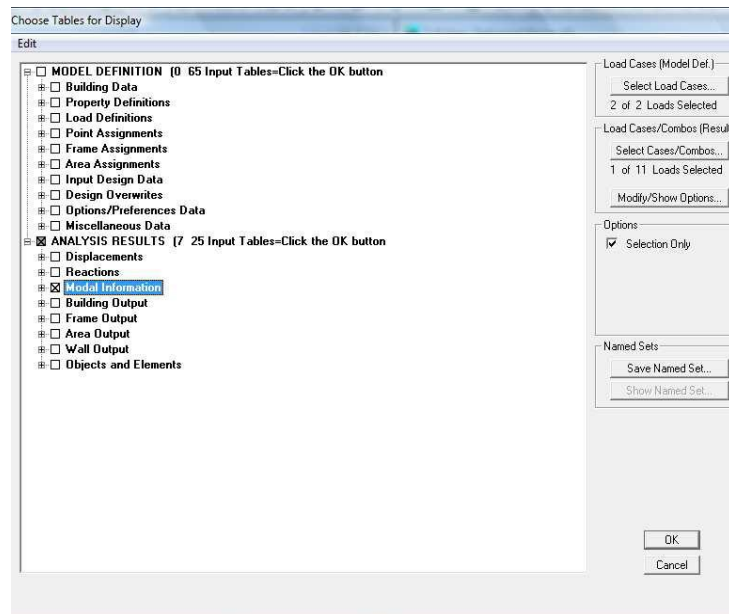 Choose Tables for Display
Edit
MODEL DEFINITION (0 65 Input Tables=Click the OK button
Building Data
Property Definitions
Load Definitions
Point Assignments
Frame Assignments
Area Assignments
Input Design Data
Design Overwrites
Options/Preferences Data
Miscellaneous Data
ANALYSIS RESULTS (7 25 Input Tables=Click the OK button
Displacements
Reactions
Modal Information
Building Output
Frame Output
Area Output
Wall Output
Objects and Elements
Load Cases (Model Def.)
Select Load Cases...
2 of 2 Loads Selected
Load Cases/Combos (Resul
Select Cases/Combos...
1 of 11 Loads Selected
Modify/Show Options...
Options
Selection Only
Named Sets
Save Named Set...
Show Named Set...
OK
Cancel